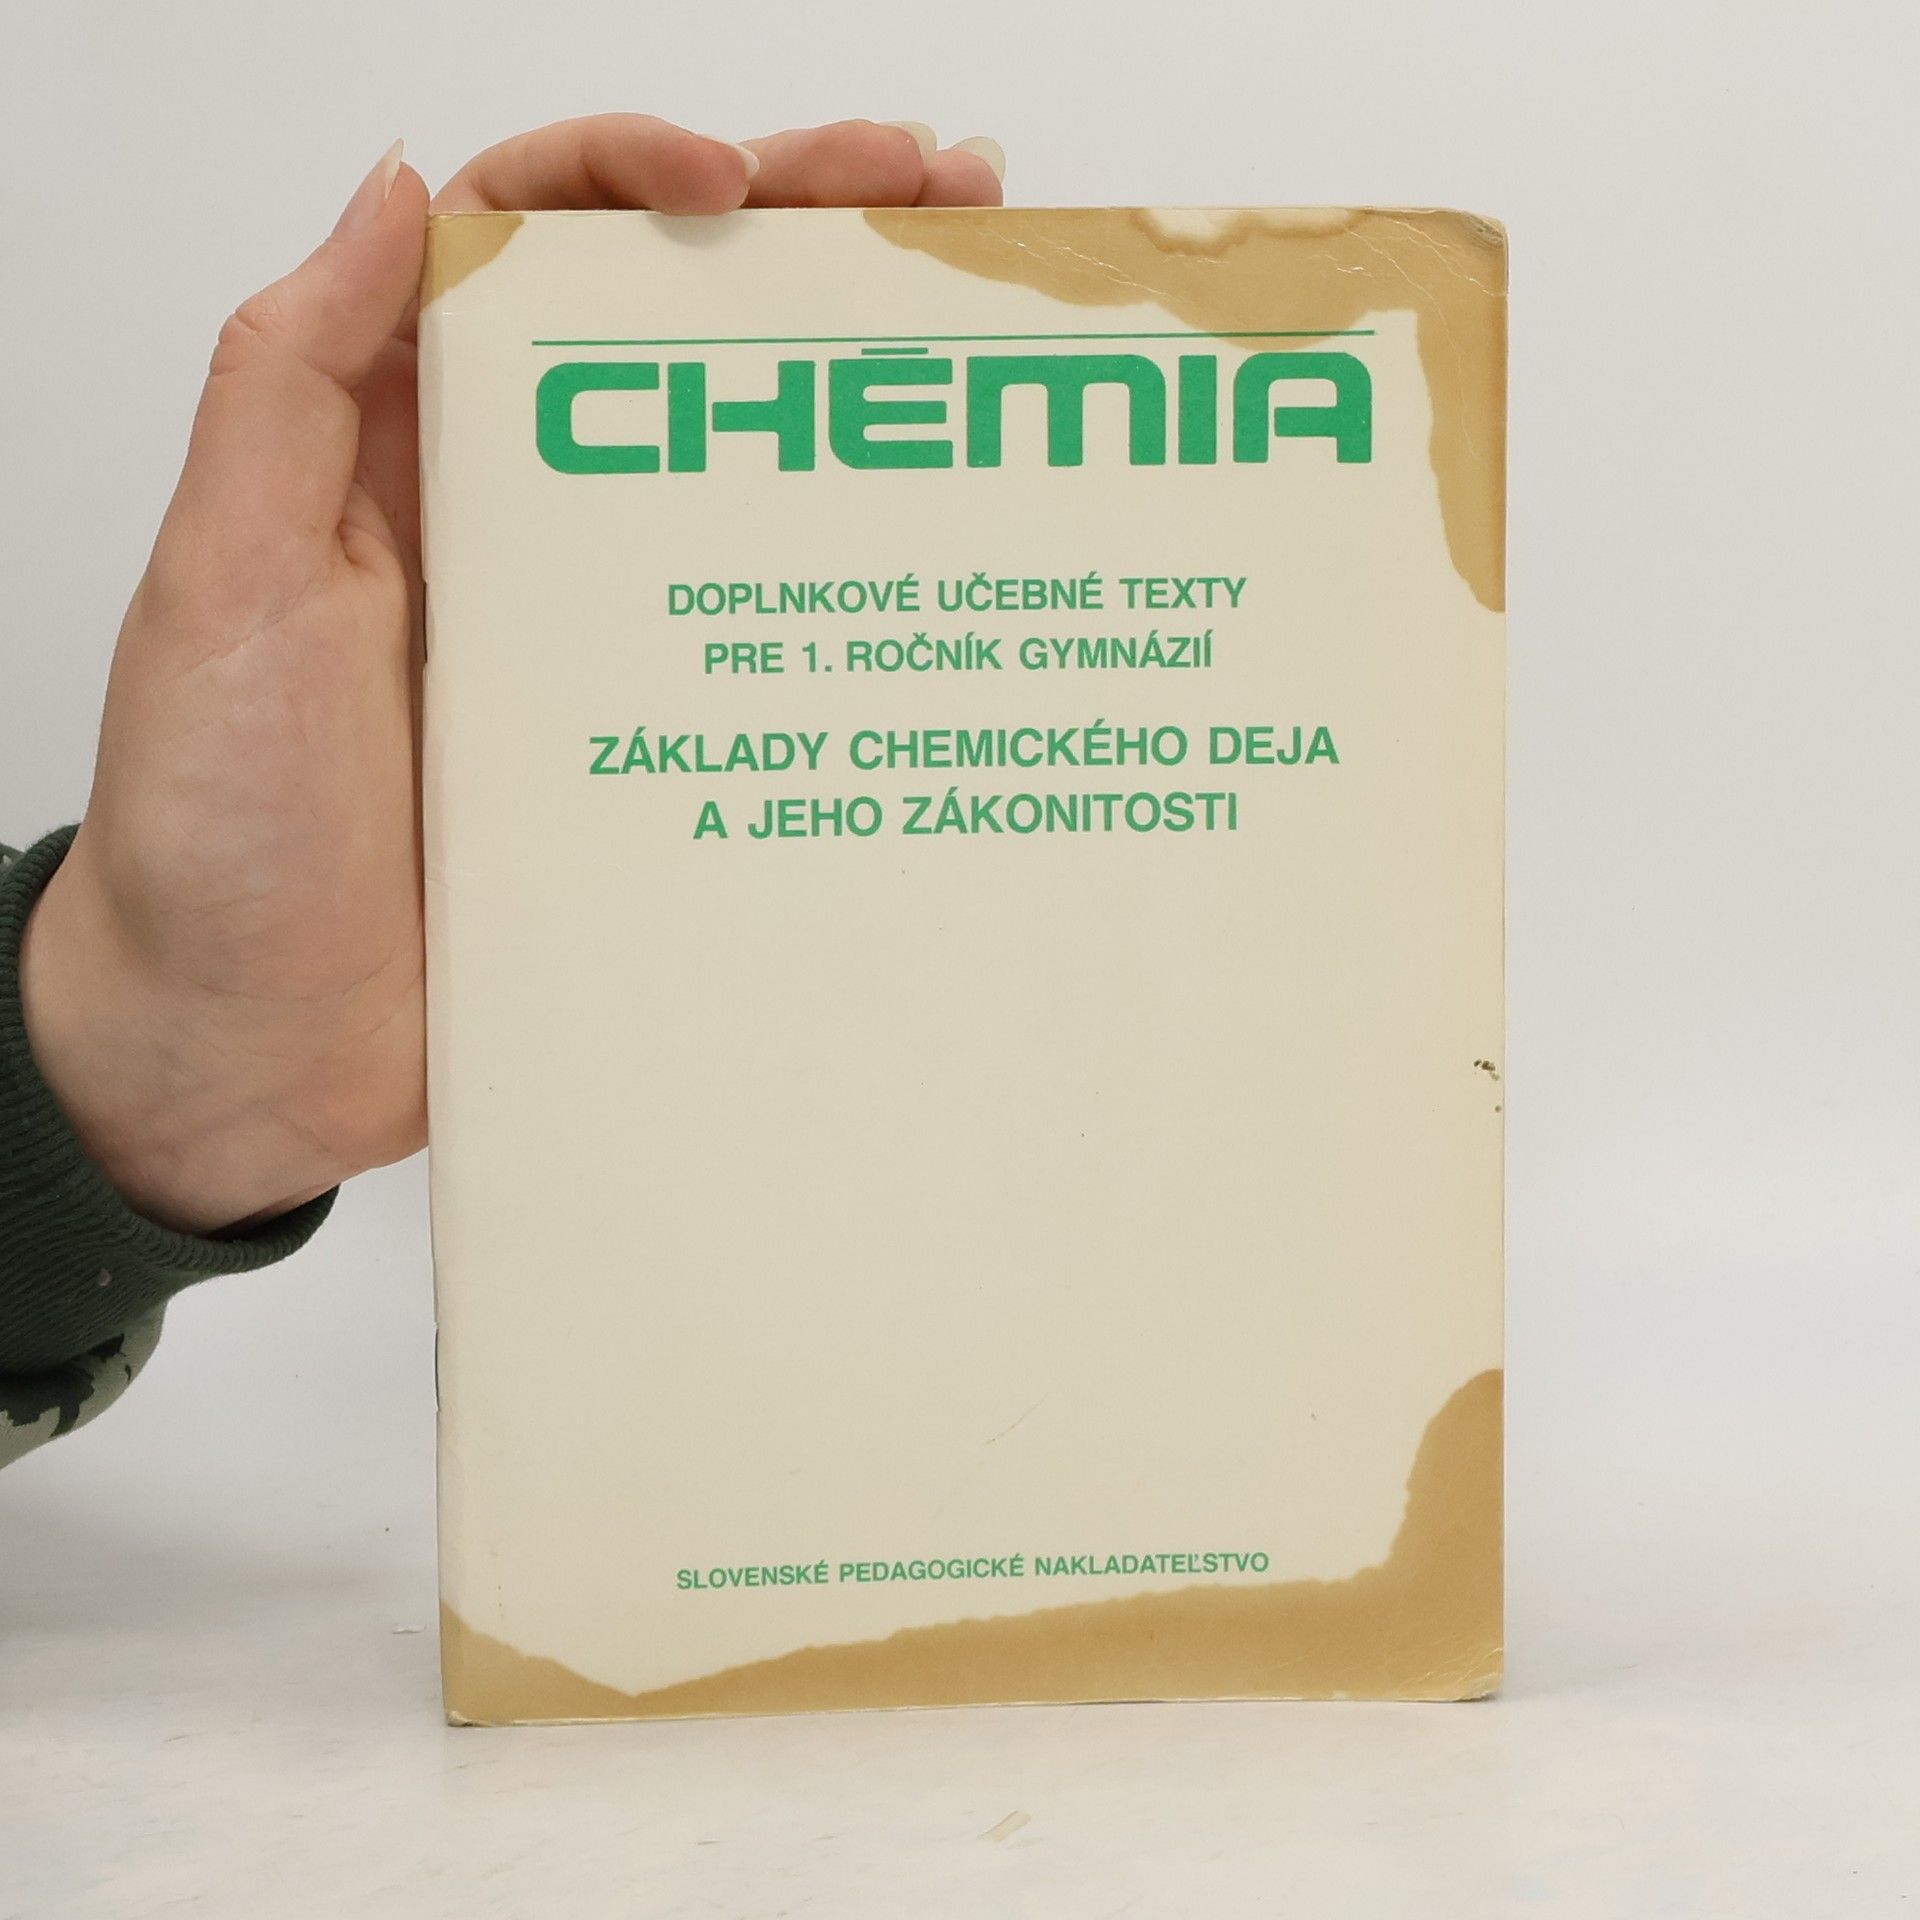 CHÉMIA
DOPLNKOVÉ UČEBNÉ TEXTY
PRE 1. ROČNÍK GYMNÁZIÍ
ZÁKLADY CHEMICKÉHO DEJA
A JEHO ZÁKONITOSTI
SLOVENSKÉ PEDAGOGICKÉ NAKLADATEĽSTVO